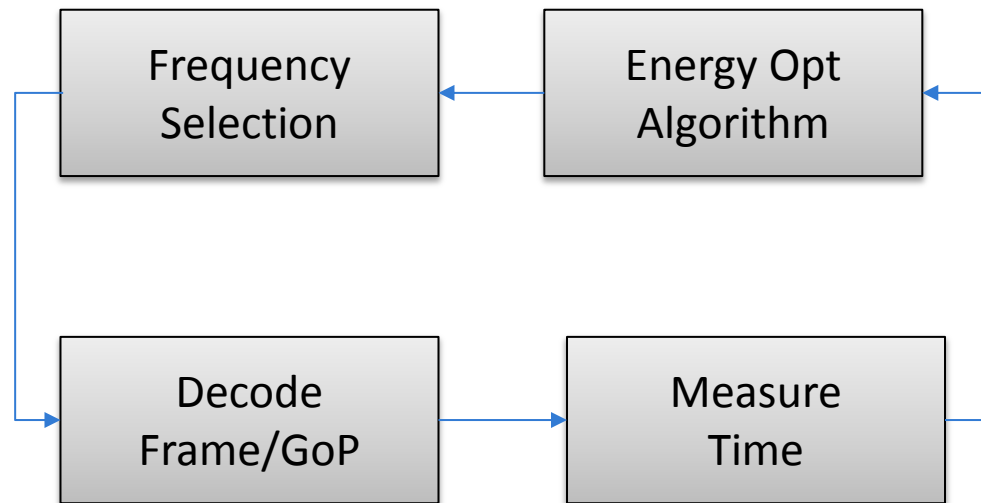 Frequency
Selection
Energy Opt
Algorithm
Decode
Frame/GoP
Measure
Time